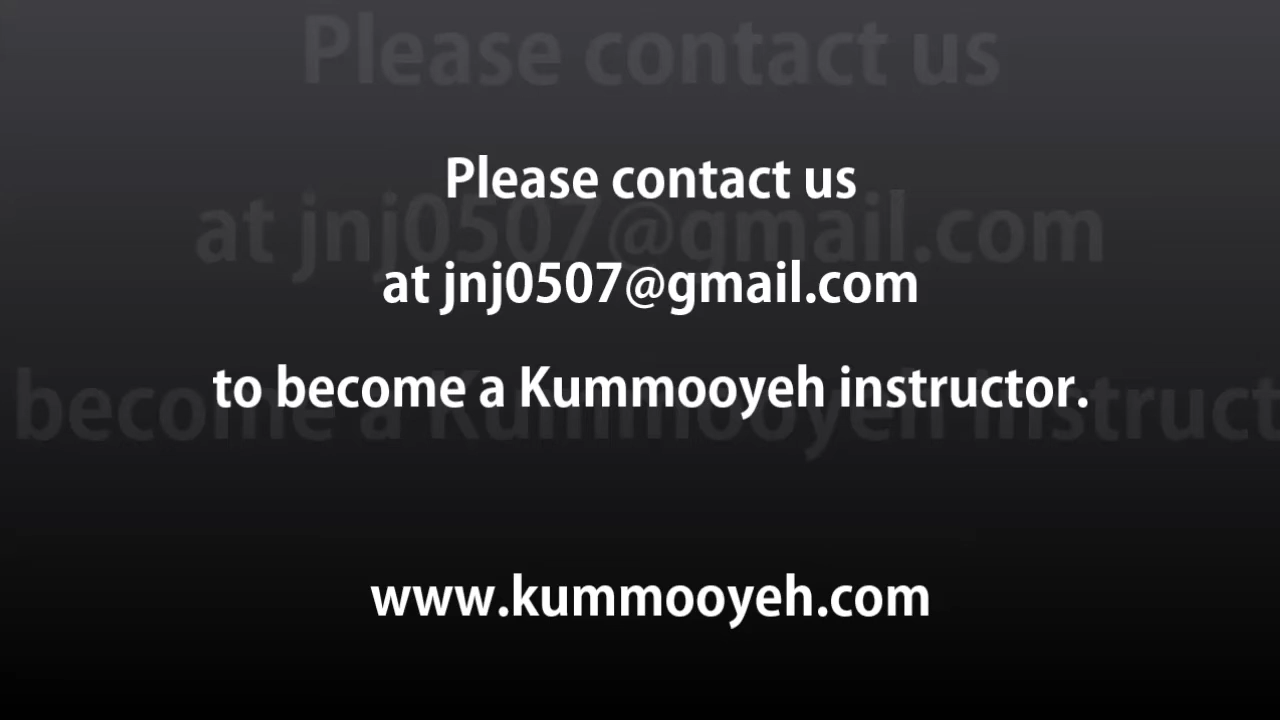 Please contact us
at jnj0507@gmail.com
to become a Kummooyeh instructor.
www.kummooyeh.com